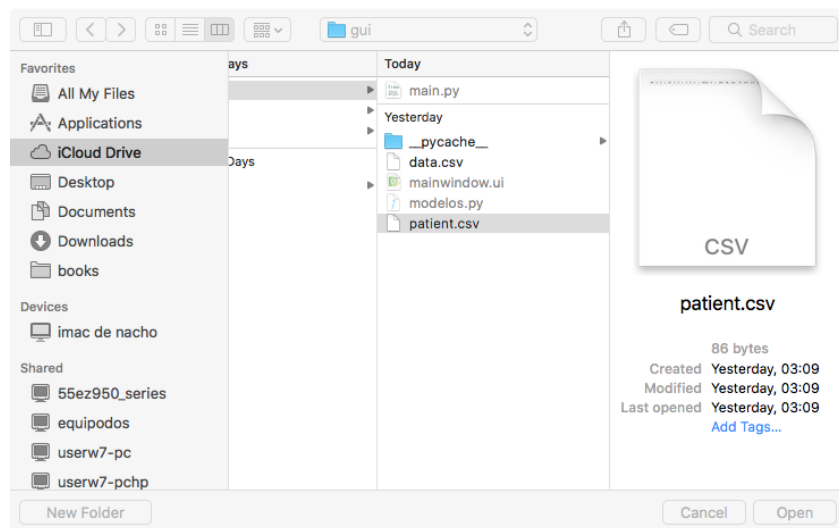 gui
Search
Favorites
All My Files
Applications
iCloud Drive
Desktop
Documents
Downloads
books
Devices
imac de nacho
Shared
55ez950_series
equipodos
userw7-pc
userw7-pchp
ays
Days
Today
main.py
Yesterday
__pycache__
data.csv
mainwindow.ui
modelos.py
patient.csv
CSV
patient.csv
86 bytes
Created Yesterday, 03:09
Modified Yesterday, 03:09
Last opened Yesterday, 03:09
Add Tags...
New Folder
Cancel
Open